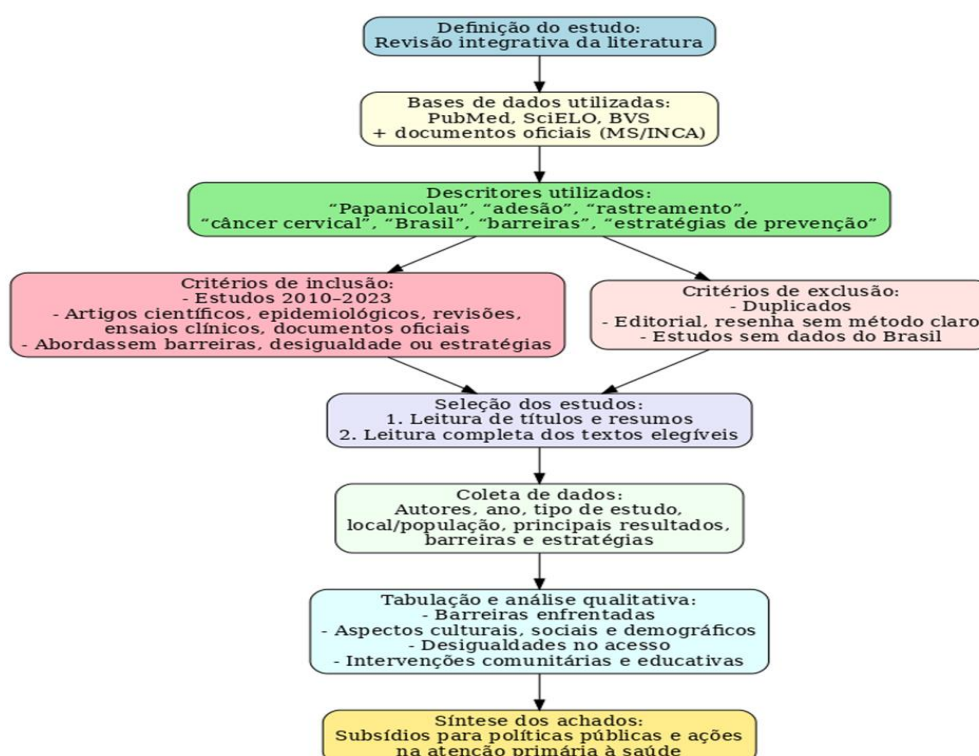 Definição do estudo:
Revisão integrativa da literatura
Bases de dados utilizadas:
PubMed, SciELO, BVS
+ documentos oficiais (MS/INCA)
Descritores utilizados:
“Papanicolau”, “adesão”, “rastreamento”,
“câncer cervical”, “Brasil”, “barreiras”, “estratégias de prevenção”
Critérios de inclusão:
- Estudos 2010–2023
- Artigos científicos, epidemiológicos, revisões,
ensaios clínicos, documentos oficiais
- Abordassem barreiras, desigualdade ou estratégias
Critérios de exclusão:
- Duplicados
- Editorial, resenha sem método claro
- Estudos sem dados do Brasil
Seleção dos estudos:
1. Leitura de títulos e resumos
2. Leitura completa dos textos elegíveis
Coleta de dados:
Autores, ano, tipo de estudo,
local/população, principais resultados,
barreiras e estratégias
Tabulação e análise qualitativa:
- Barreiras enfrentadas
- Aspectos culturais, sociais e demográficos
- Desigualdades no acesso
- Intervenções comunitárias e educativas
Síntese dos achados:
Subsídios para políticas públicas e ações
na atenção primária à saúde